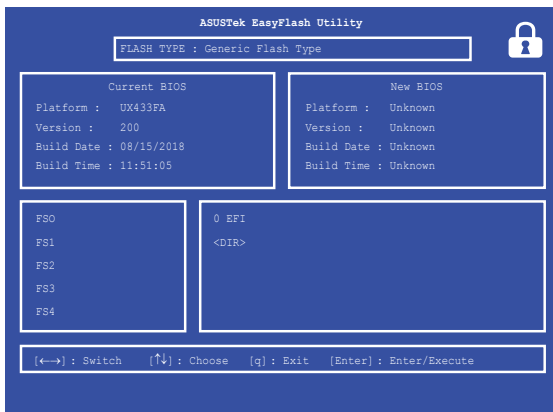 ASUSTek EasyFlash Utility
FLASH TYPE : Generic Flash Type
Current BIOS
Platform : UX433FA
Version : 200
Build Date : 08/15/2018
Build Time : 11:51:05
New BIOS
Platform : Unknown
Version : Unknown
Build Date : Unknown
Build Time : Unknown
FSO
FS1
FS2
FS3
FS4
0 EFI
<DIR>
[←→] : Switch [↑↓] : Choose [q] : Exit [Enter] : Enter/Execute